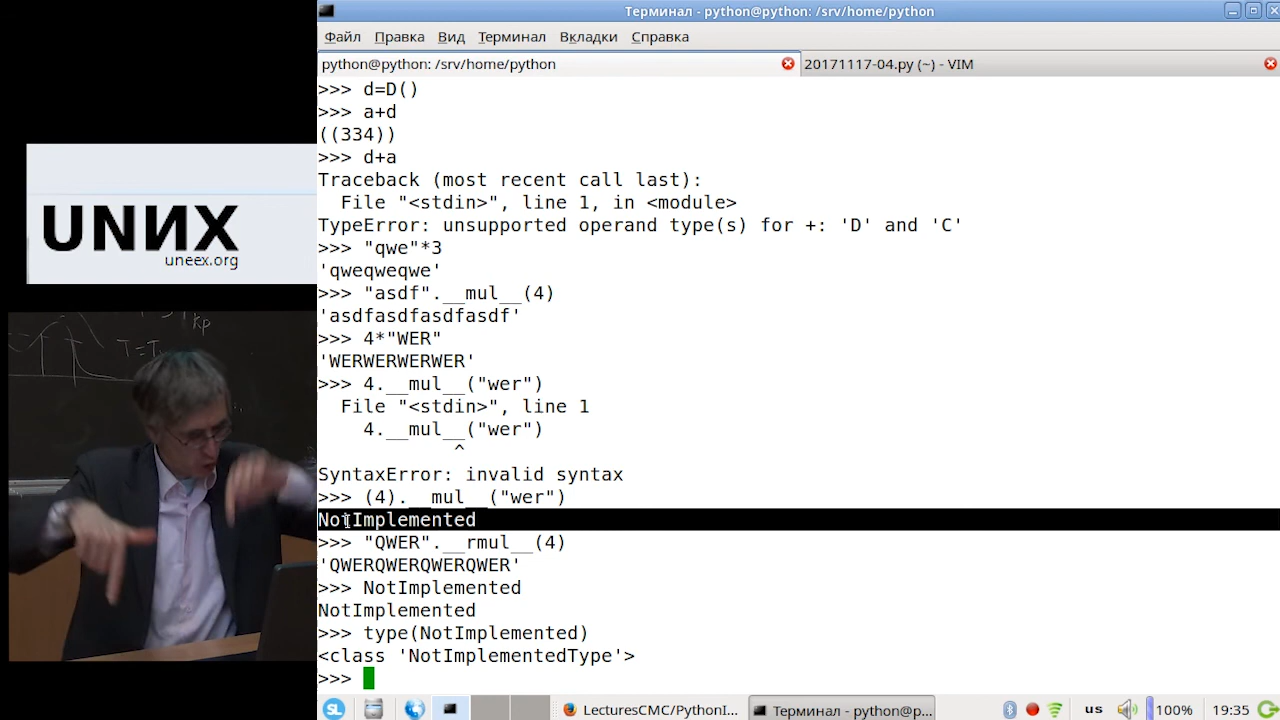 Терминал - python@python: /srv/home/python
Файл Правка Вид Терминал Вкладки Справка
python@python: /srv/home/python
20171117-04.py (~) - VIM
>>> d=D()
>>> a+d
((334))
>>> d+a
Traceback (most recent call last):
  File "<stdin>", line 1, in <module>
TypeError: unsupported operand type(s) for +: 'D' and 'C'
>>> "qwe"*3
'qweqweqwe'
>>> "asdf".__mul__(4)
'asdfasdfasdfasdf'
>>> 4*"WER"
'WERWERWERWER'
>>> 4.__mul__("wer")
  File "<stdin>", line 1
    4.__mul__("wer")
            ^
SyntaxError: invalid syntax
>>> (4).__mul__("wer")
NotImplemented
>>> "QWER".__rmul__(4)
'QWERQWERQWERQWER'
>>> NotImplemented
NotImplemented
>>> type(NotImplemented)
<class 'NotImplementedType'>
>>>
UNИX
uneex.org
кр
SL
LecturesCMC/PythonI...
Терминал - python@p...
us
100%
19:35